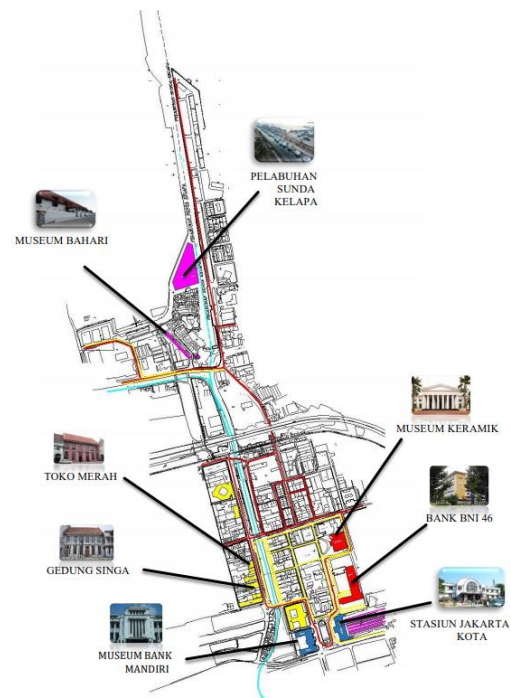 PELABUHAN
SUNDA
KELAPA
MUSEUM BAHARI
MUSEUM KERAMIK
TOKO MERAH
BANK BNI 46
GEDUNG SINGA
STASIUN JAKARTA
KOTA
MUSEUM BANK
MANDIRI